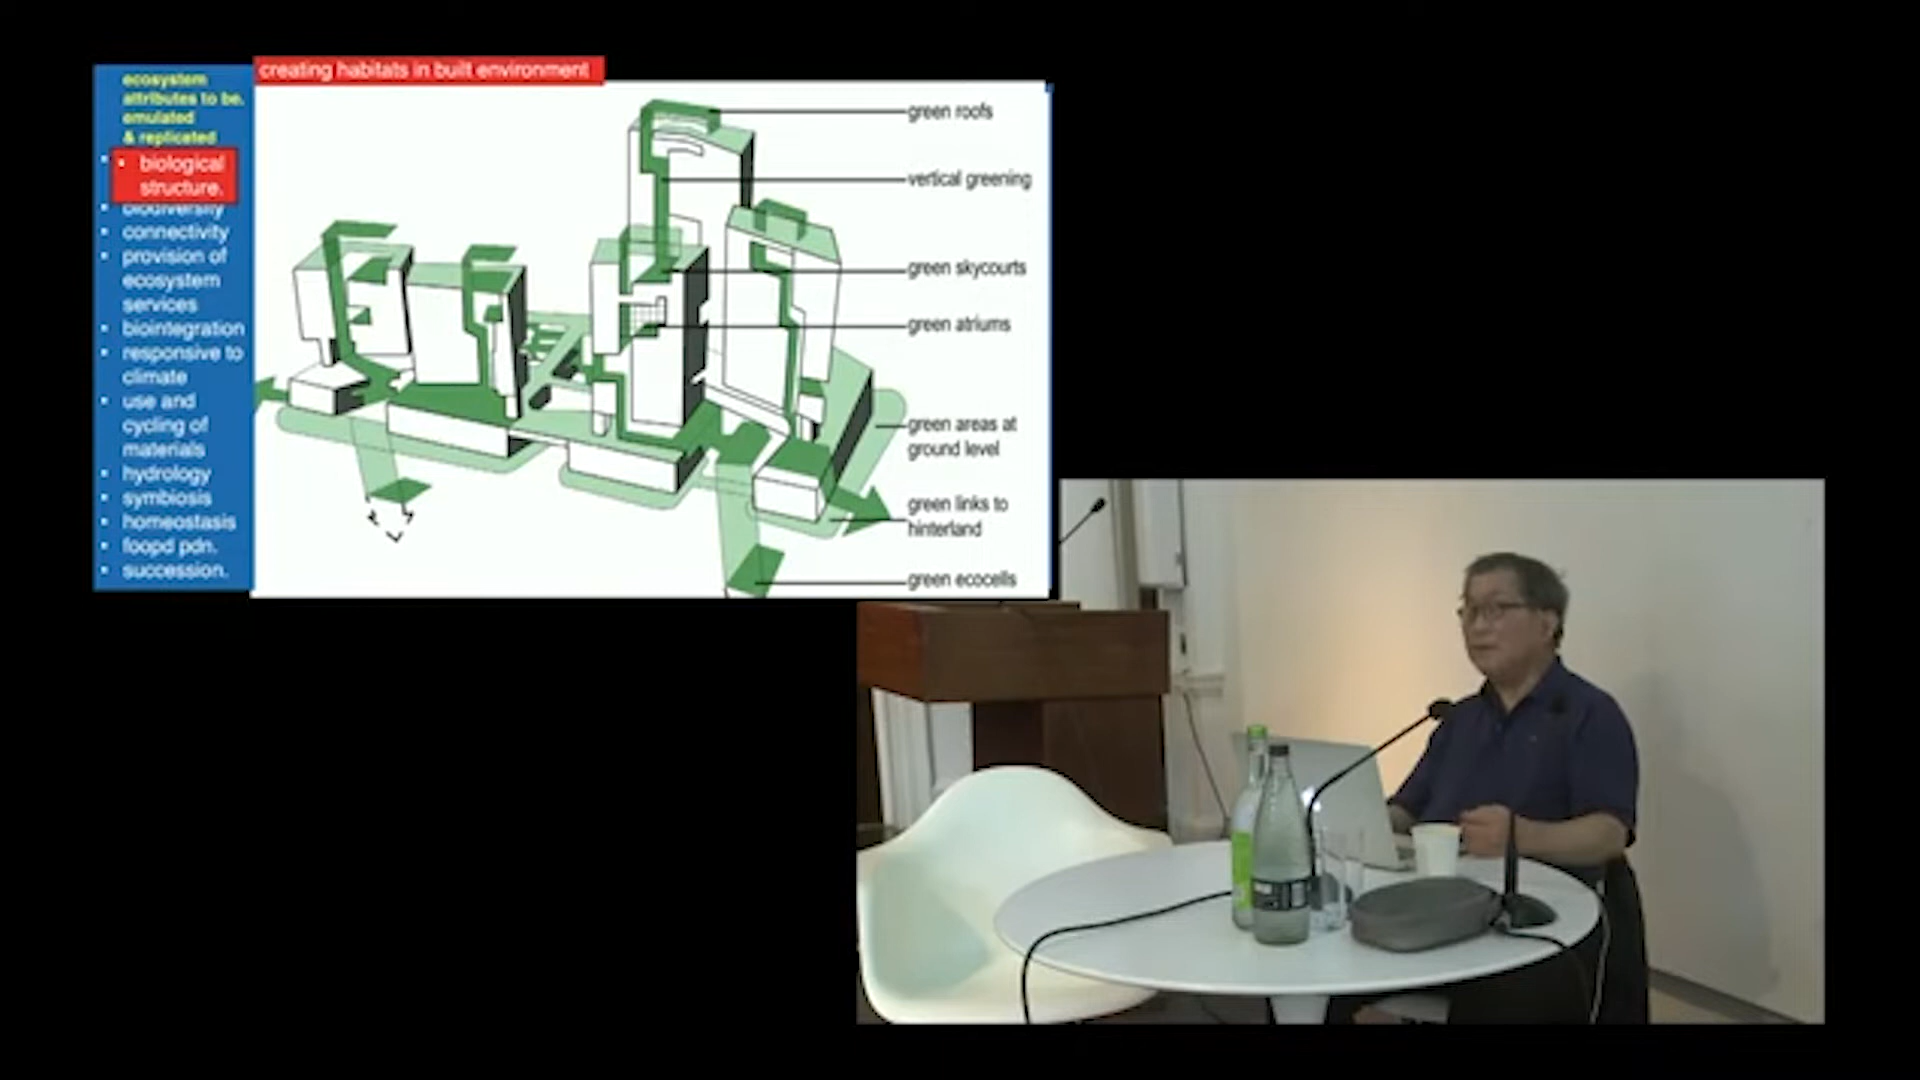 creating habitats in built environment
ecosystem
attributes to be.
emulated
& replicated
• biological
structure.
• biodiversity
• connectivity
• provision of
ecosystem
services
• biointegration
• responsive to
climate
• use and
cycling of
materials
• hydrology
• symbiosis
• homeostasis
• foopd pdn.
• succession.
green roofs
vertical greening
green skycourts
green atriums
green areas at
ground level
green links to
hinterland
green ecocells